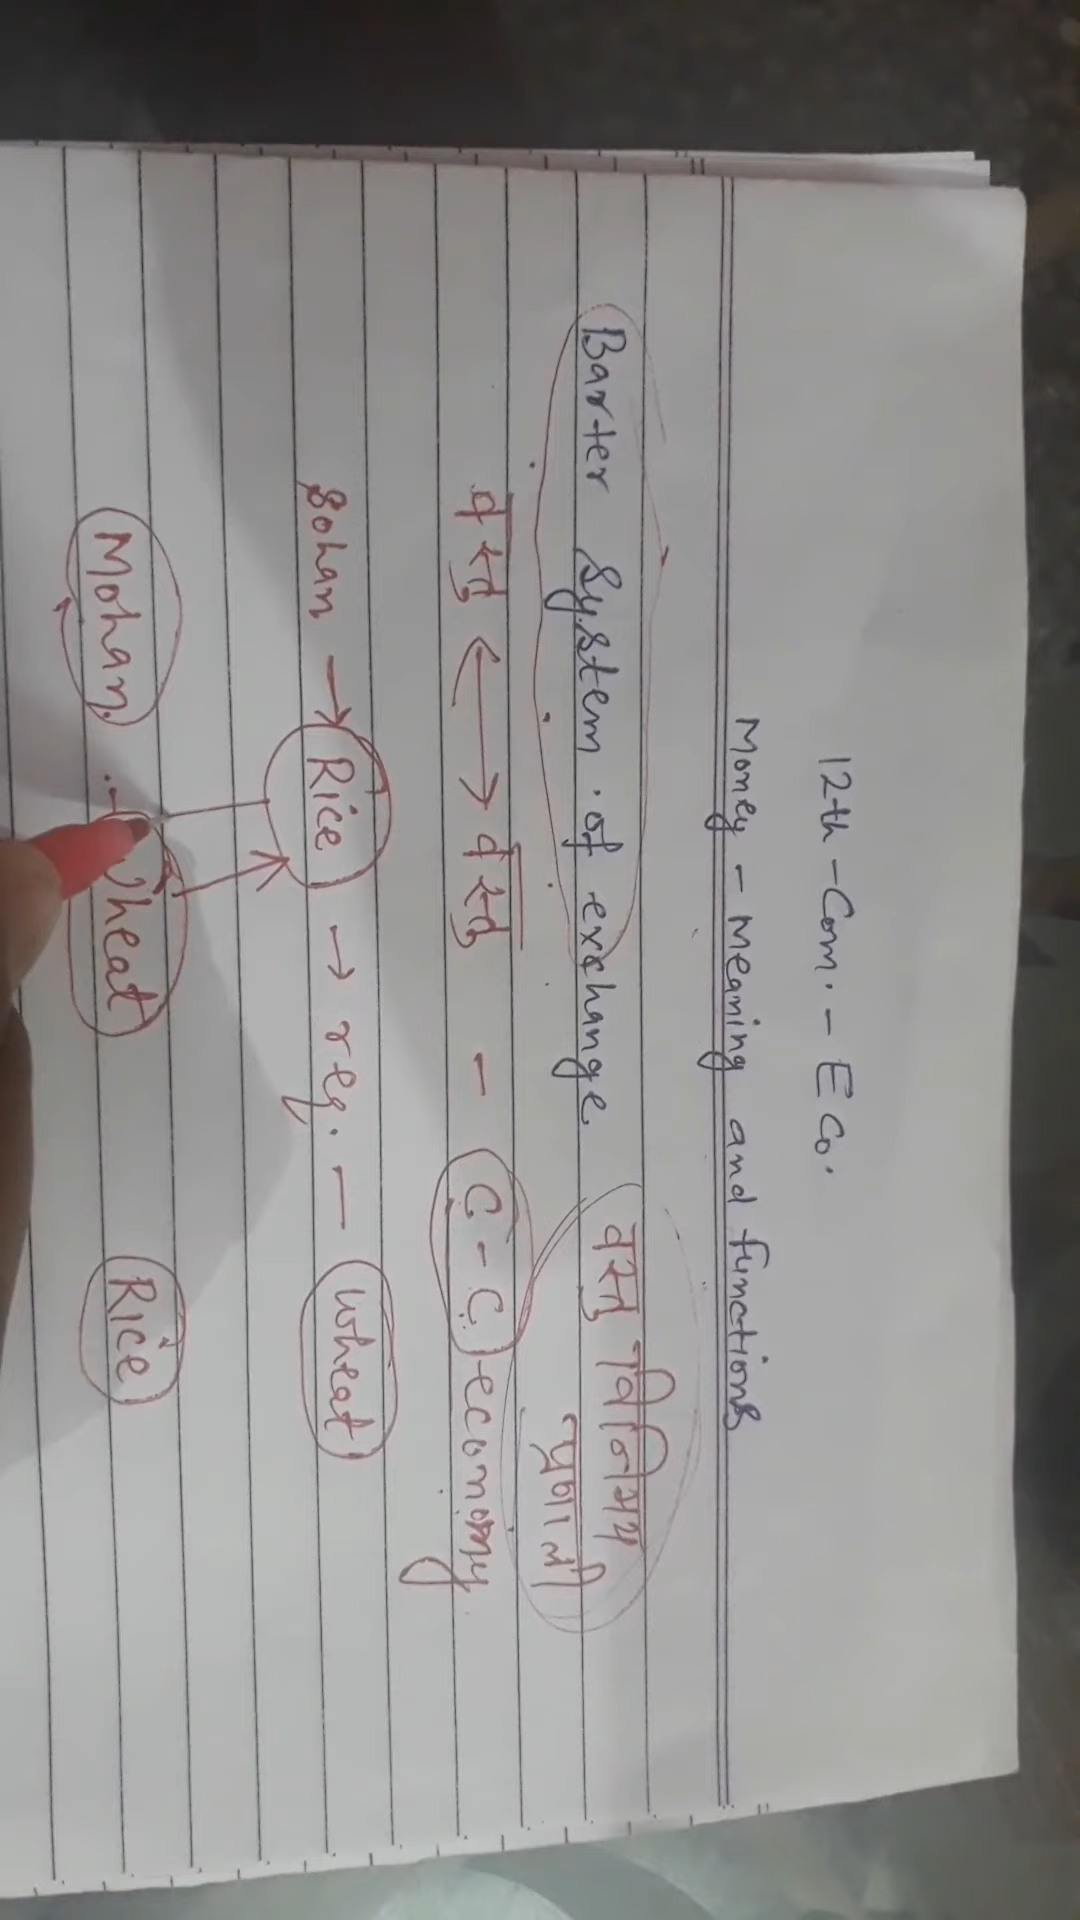 12th - Com. - Eco.
Money - Meaning and functions
Barter System of exchange. वस्तु विनिमय
प्रणाली
वस्तु ⟷ वस्तु - C-C economy.
Sohan → Rice → req. — Wheat
Mohan. Rice